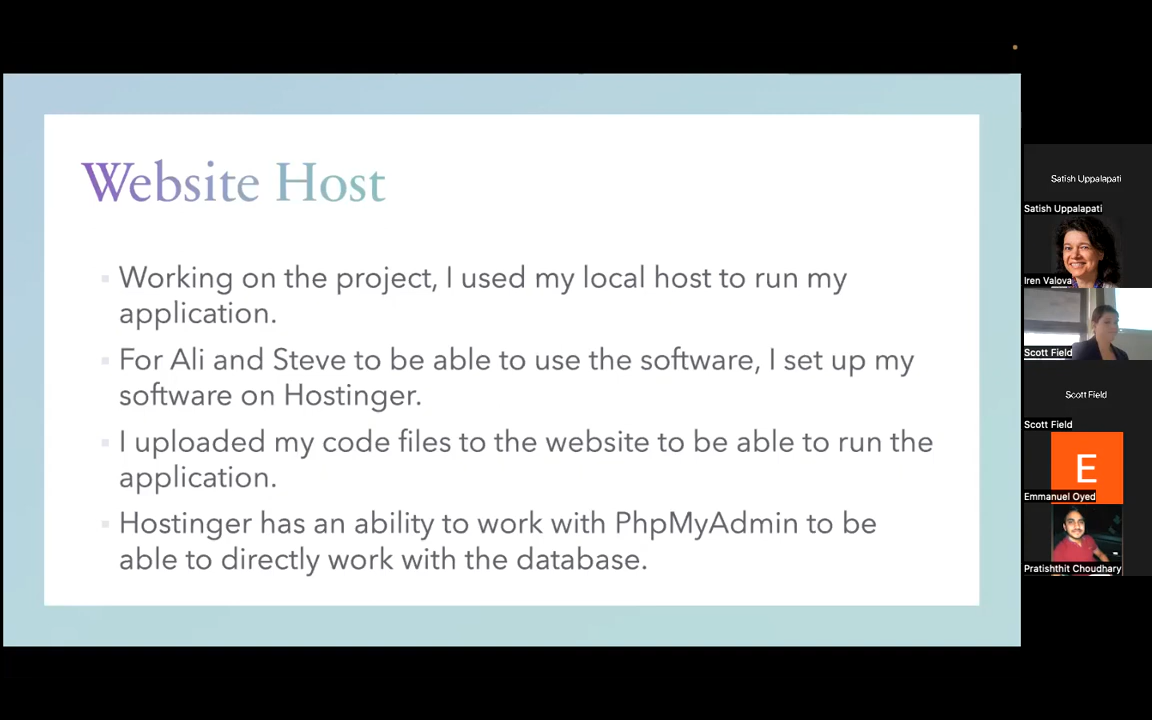 Website Host
Working on the project, I used my local host to run my
application.
For Ali and Steve to be able to use the software, I set up my
software on Hostinger.
I uploaded my code files to the website to be able to run the
application.
Hostinger has an ability to work with PhpMyAdmin to be
able to directly work with the database.
Satish Uppalapati
Satish Uppalapati
Iren Valova
Scott Field
Scott Field
Scott Field
E
Emmanuel Oyed
Pratishthit Choudhary